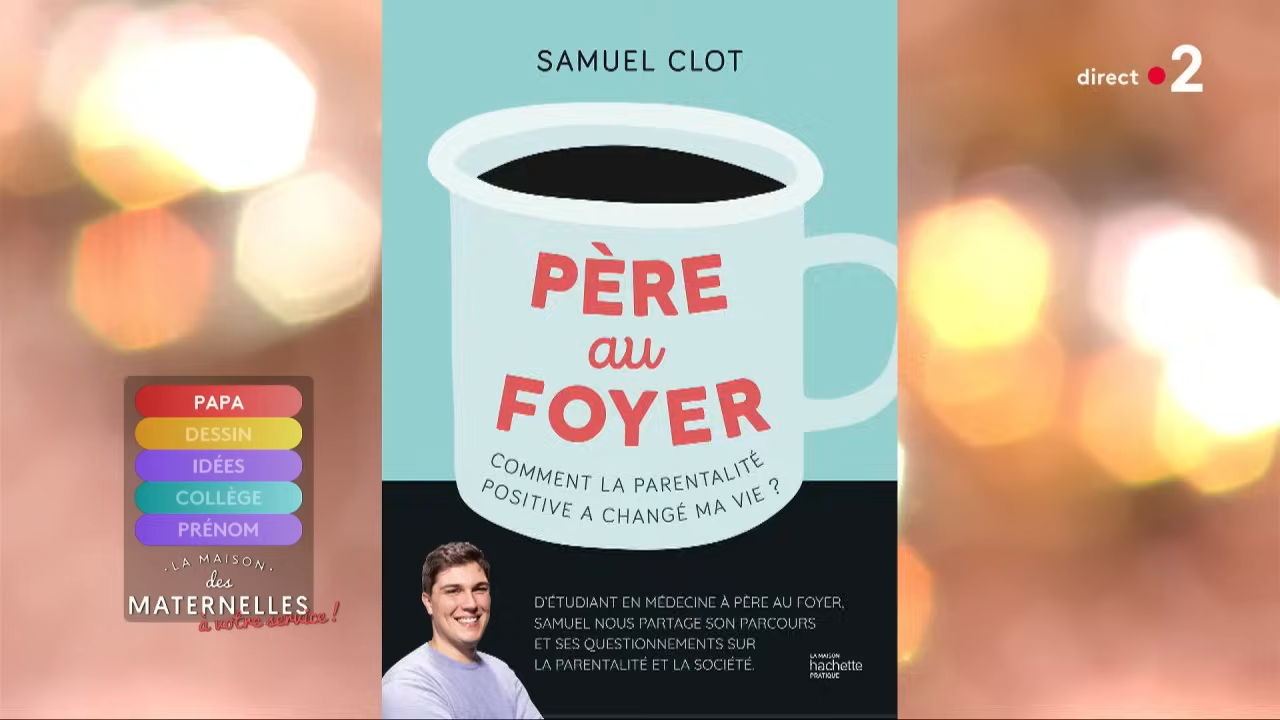 SAMUEL CLOT
direct 2
PÈRE
au
FOYER
COMMENT LA PARENTALITÉ
POSITIVE A CHANGÉ MA VIE ?
PAPA
DESSIN
IDÉES
COLLÈGE
PRÉNOM
.LA MAISON.
des
MATERNELLES
à votre service !
D'ÉTUDIANT EN MÉDECINE À PÈRE AU FOYER,
SAMUEL NOUS PARTAGE SON PARCOURS
ET SES QUESTIONNEMENTS SUR
LA PARENTALITÉ ET LA SOCIÉTÉ.
LA MAISON
hachette
PRATIQUE